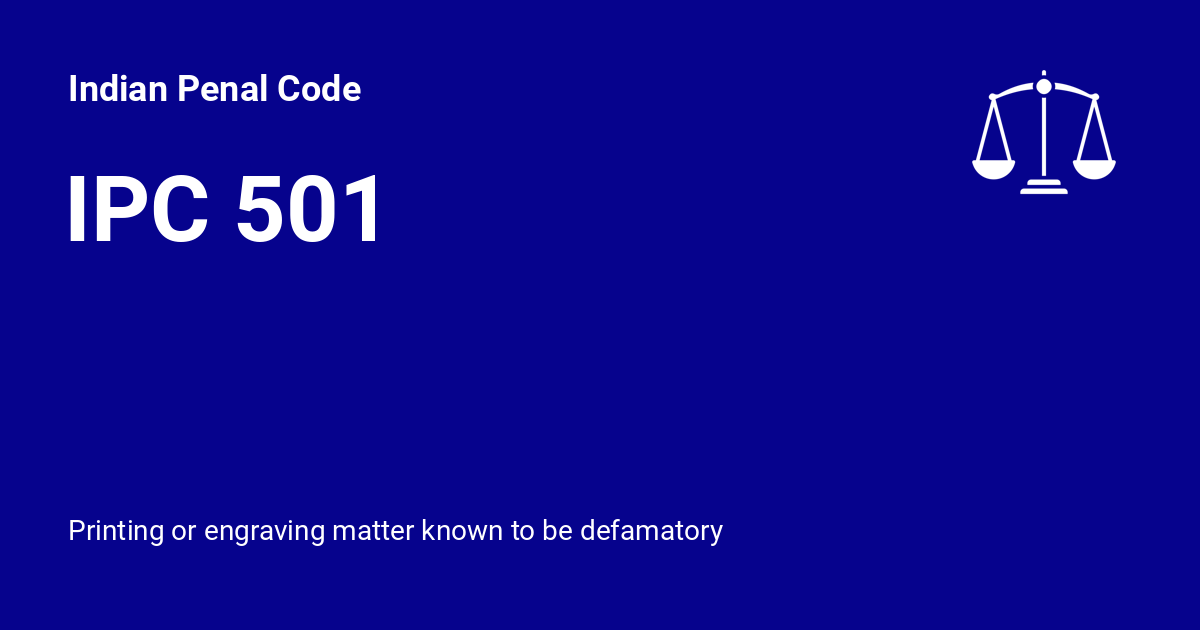 Indian Penal Code
IPC 501
Printing or engraving matter known to be defamatory